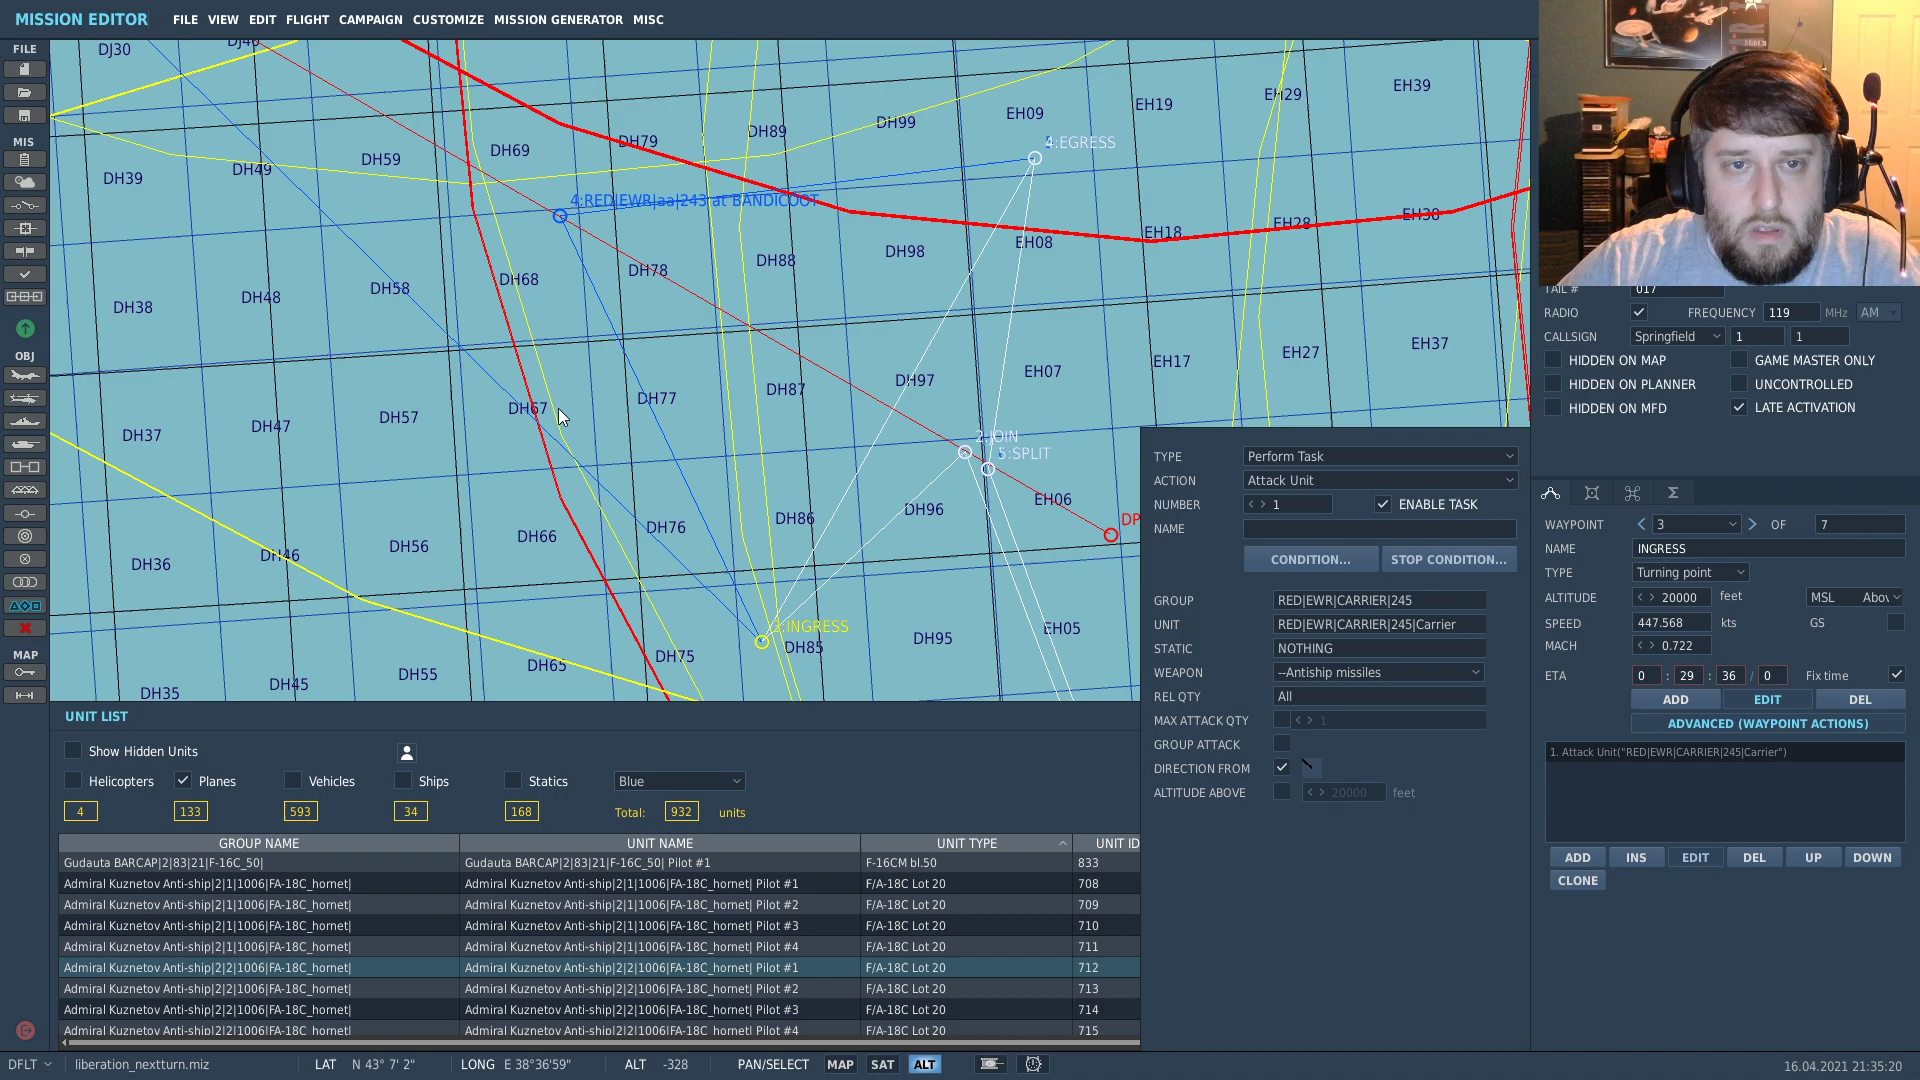 MISSION EDITOR
FILE VIEW EDIT FLIGHT CAMPAIGN CUSTOMIZE MISSION GENERATOR MISC
FILE
MIS
OBJ
MAP
DJ30
DJ40
DH39
DH49
DH59
DH69
DH79
DH89
DH99
EH09
EH19
EH29
EH39
4:EGRESS
4:RED|EWR|aa|243 at BANDICOOT
DH38
DH48
DH58
DH68
DH78
DH88
DH98
EH08
EH18
EH28
EH38
DH37
DH47
DH57
DH67
DH77
DH87
DH97
EH07
EH17
EH27
EH37
2:JOIN
5:SPLIT
DH36
DH46
DH56
DH66
DH76
DH86
DH96
EH06
DP
3:INGRESS
DH35
DH45
DH55
DH65
DH75
DH85
DH95
EH05
TYPE Perform Task
ACTION Attack Unit
NUMBER < > 1 ENABLE TASK
NAME
CONDITION... STOP CONDITION...
GROUP RED|EWR|CARRIER|245
UNIT RED|EWR|CARRIER|245|Carrier
STATIC NOTHING
WEAPON --Antiship missiles
REL QTY All
MAX ATTACK QTY < > 1
GROUP ATTACK
DIRECTION FROM
ALTITUDE ABOVE < > 20000 feet
TAIL # 017
RADIO FREQUENCY 119 MHz AM
CALLSIGN Springfield 1 1
HIDDEN ON MAP GAME MASTER ONLY
HIDDEN ON PLANNER UNCONTROLLED
HIDDEN ON MFD LATE ACTIVATION
WAYPOINT < 3 > OF 7
NAME INGRESS
TYPE Turning point
ALTITUDE < > 20000 feet MSL Abov
SPEED 447.568 kts GS
MACH < > 0.722
ETA 0 : 29 : 36 / 0 Fix time
ADD EDIT DEL
ADVANCED (WAYPOINT ACTIONS)
1. Attack Unit("RED|EWR|CARRIER|245|Carrier")
ADD INS EDIT DEL UP DOWN
CLONE
UNIT LIST
Show Hidden Units
Helicopters Planes Vehicles Ships Statics Blue
4 133 593 34 168 Total: 932 units
GROUP NAME UNIT NAME UNIT TYPE UNIT ID
Gudauta BARCAP|2|83|21|F-16C_50| Gudauta BARCAP|2|83|21|F-16C_50| Pilot #1 F-16CM bl.50 833
Admiral Kuznetov Anti-ship|2|1|1006|FA-18C_hornet| Admiral Kuznetov Anti-ship|2|1|1006|FA-18C_hornet| Pilot #1 F/A-18C Lot 20 708
Admiral Kuznetov Anti-ship|2|1|1006|FA-18C_hornet| Admiral Kuznetov Anti-ship|2|1|1006|FA-18C_hornet| Pilot #2 F/A-18C Lot 20 709
Admiral Kuznetov Anti-ship|2|1|1006|FA-18C_hornet| Admiral Kuznetov Anti-ship|2|1|1006|FA-18C_hornet| Pilot #3 F/A-18C Lot 20 710
Admiral Kuznetov Anti-ship|2|1|1006|FA-18C_hornet| Admiral Kuznetov Anti-ship|2|1|1006|FA-18C_hornet| Pilot #4 F/A-18C Lot 20 711
Admiral Kuznetov Anti-ship|2|2|1006|FA-18C_hornet| Admiral Kuznetov Anti-ship|2|2|1006|FA-18C_hornet| Pilot #1 F/A-18C Lot 20 712
Admiral Kuznetov Anti-ship|2|2|1006|FA-18C_hornet| Admiral Kuznetov Anti-ship|2|2|1006|FA-18C_hornet| Pilot #2 F/A-18C Lot 20 713
Admiral Kuznetov Anti-ship|2|2|1006|FA-18C_hornet| Admiral Kuznetov Anti-ship|2|2|1006|FA-18C_hornet| Pilot #3 F/A-18C Lot 20 714
Admiral Kuznetov Anti-ship|2|2|1006|FA-18C_hornet| Admiral Kuznetov Anti-ship|2|2|1006|FA-18C_hornet| Pilot #4 F/A-18C Lot 20 715
DFLT liberation_nextturn.miz LAT N 43° 7' 2" LONG E 38°36'59" ALT -328 PAN/SELECT MAP SAT ALT 16.04.2021 21:35:20